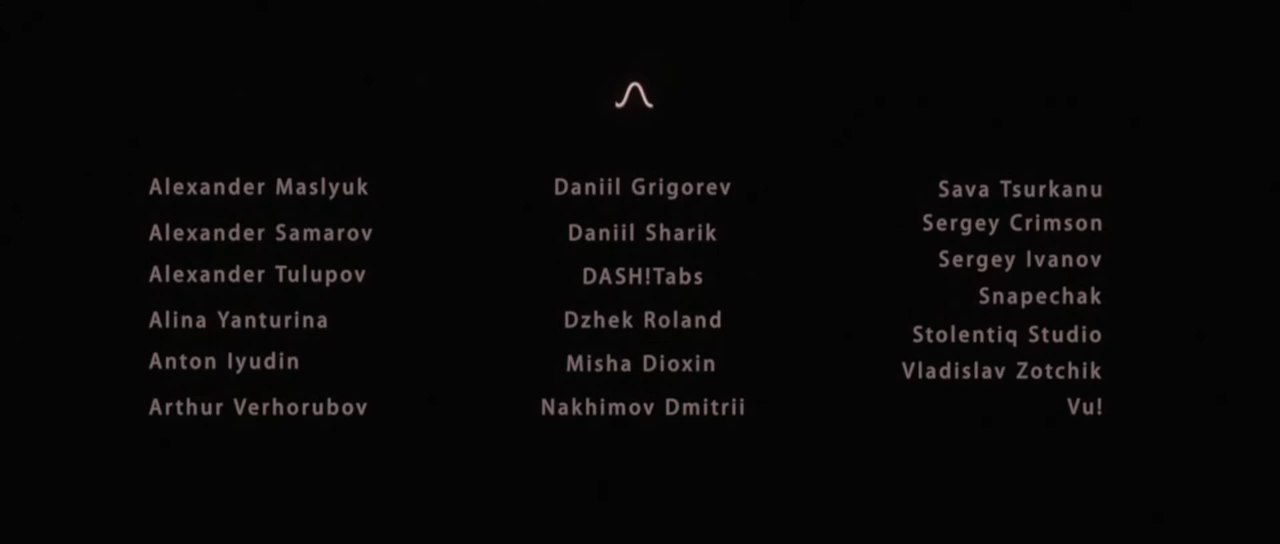 Alexander Maslyuk
Alexander Samarov
Alexander Tulupov
Alina Yanturina
Anton Iyudin
Arthur Verhorubov
Daniil Grigorev
Daniil Sharik
DASH!Tabs
Dzhek Roland
Misha Dioxin
Nakhimov Dmitrii
Sava Tsurkanu
Sergey Crimson
Sergey Ivanov
Snapechak
Stolentiq Studio
Vladislav Zotchik
Vu!